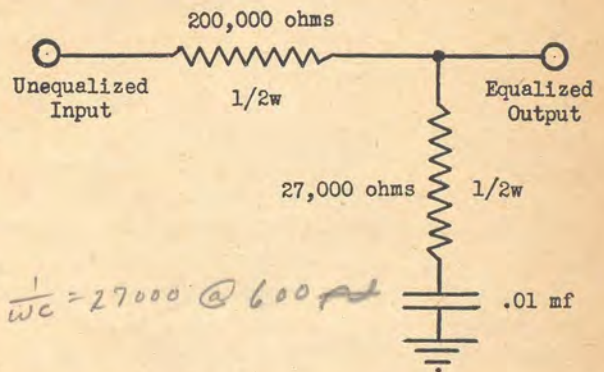 200,000 ohms
Unequalized
Input
1/2w
Equalized
Output
27,000 ohms
1/2w
1/wc = 27000 @ 600
.01 mf